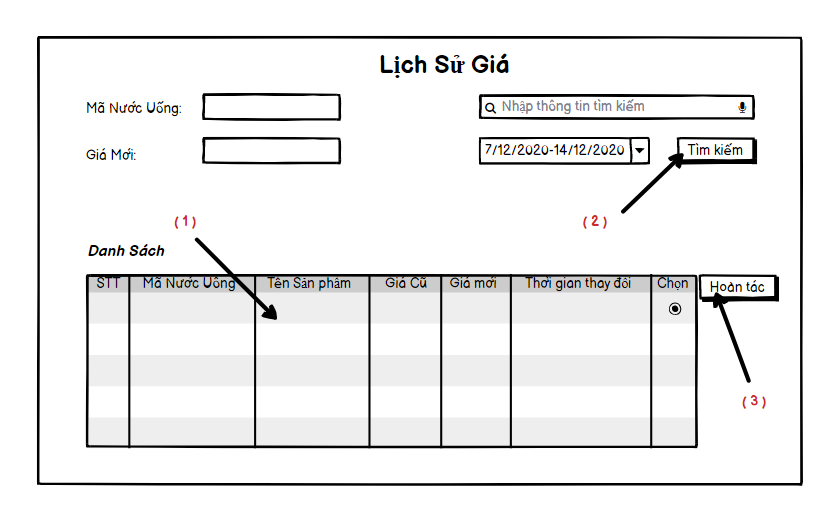 Lịch Sử Giá
Mã Nước Uống:
Nhập thông tin tìm kiếm
Giá Mới:
7/12/2020-14/12/2020
Tìm kiếm
(1)
(2)
Danh Sách
STT Mã Nước Uống Tên Sản phẩm Giá Cũ Giá mới Thời gian thay đổi Chọn
Hoàn tác
(3)